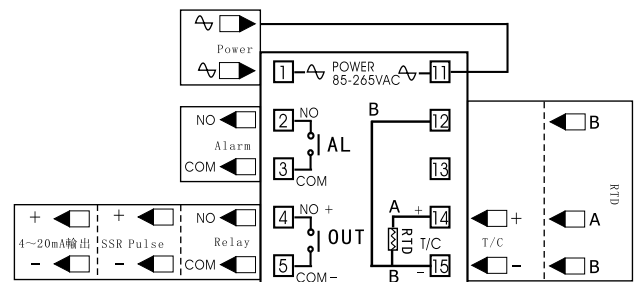 Power
1 POWER 11
85-265VAC
NO 2 NO B 12 B
Alarm AL
COM 3 COM 13
RTD
+ + NO 4 NO + A + 14 + A
4～20mA輸出 SSR Pulse Relay OUT RTD T/C T/C
- - COM 5 COM - B - 15 - B